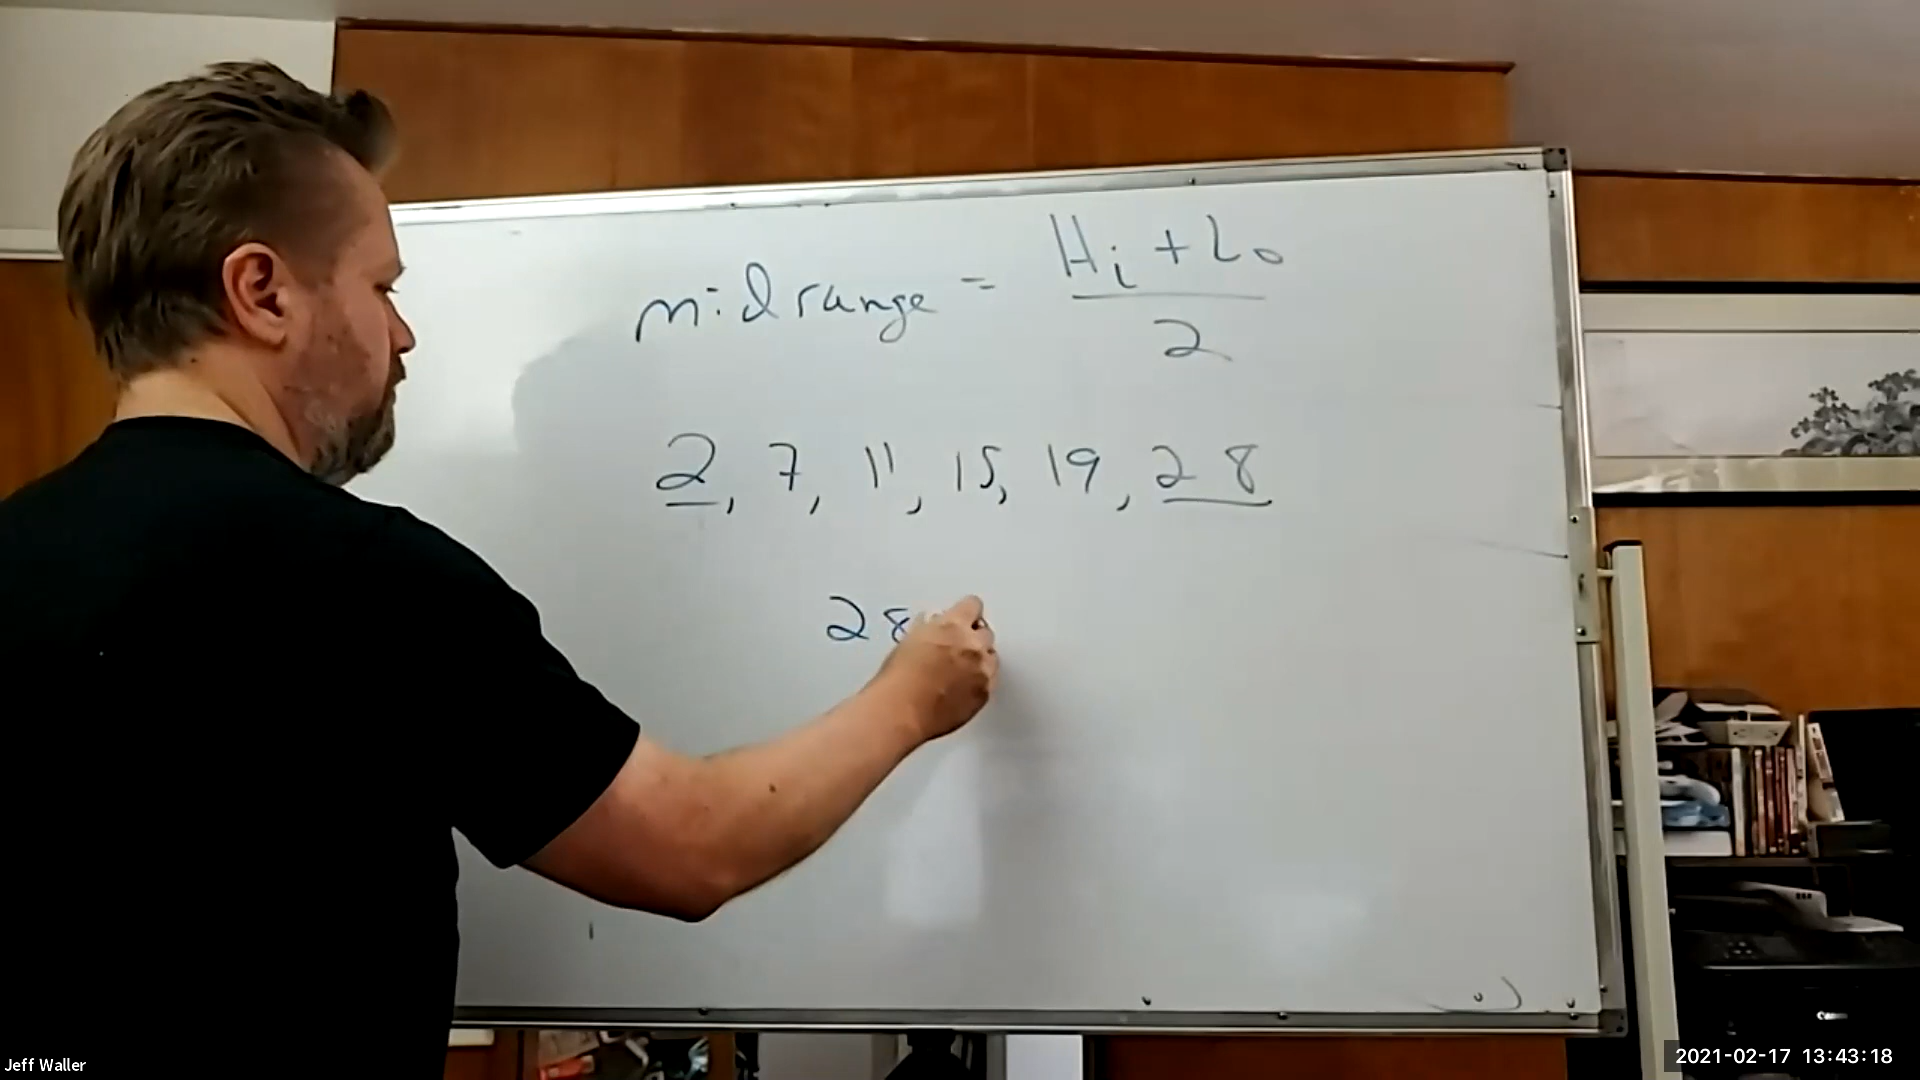 midrange = Hi + Lo
2
2, 7, 11, 15, 19, 28
28
Canon
Jeff Waller
2021-02-17 13:43:18